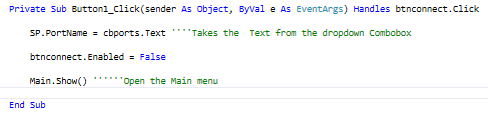 Private Sub Button1_Click(sender As Object, ByVal e As EventArgs) Handles btnconnect.Click
SP.PortName = cbports.Text ''''Takes the  Text from the dropdown Combobox
btnconnect.Enabled = False
Main.Show() ''''''Open the Main menu
End Sub